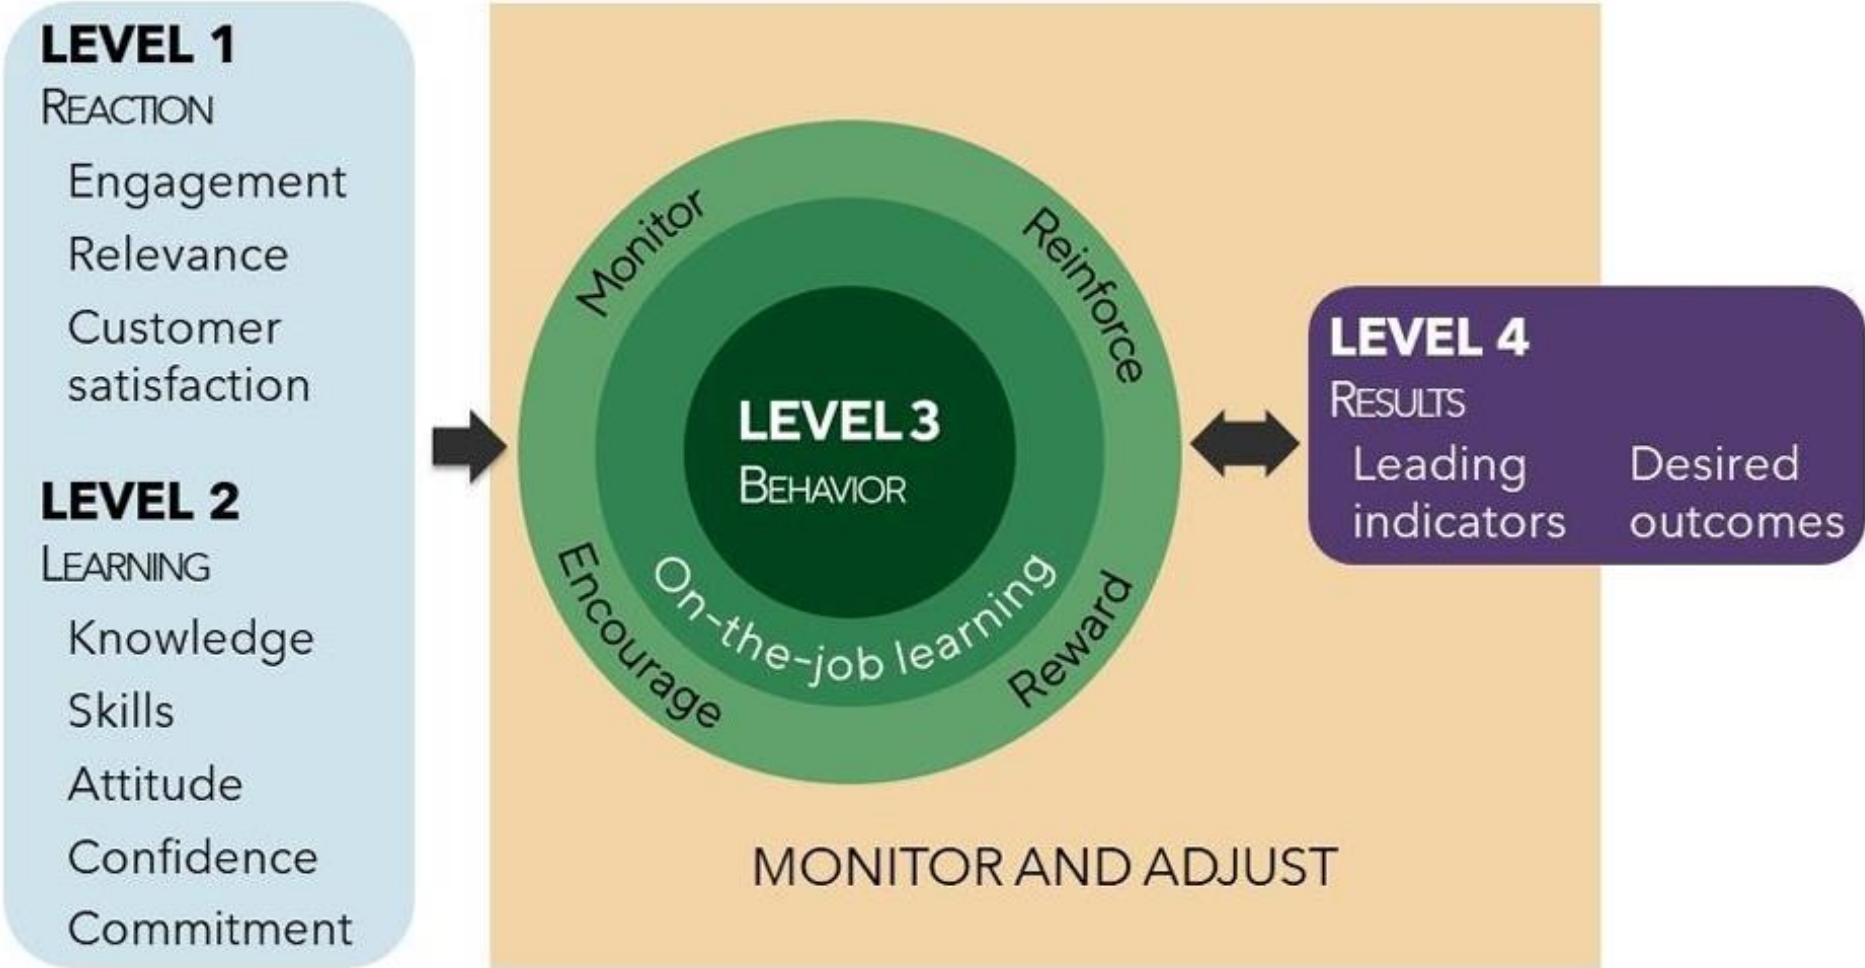 LEVEL 1
REACTION
Engagement
Relevance
Customer
satisfaction
LEVEL 2
LEARNING
Knowledge
Skills
Attitude
Confidence
Commitment
Monitor
Reinforce
LEVEL 3
BEHAVIOR
On-the-job learning
Encourage
Reward
MONITOR AND ADJUST
LEVEL 4
RESULTS
Leading
indicators
Desired
outcomes